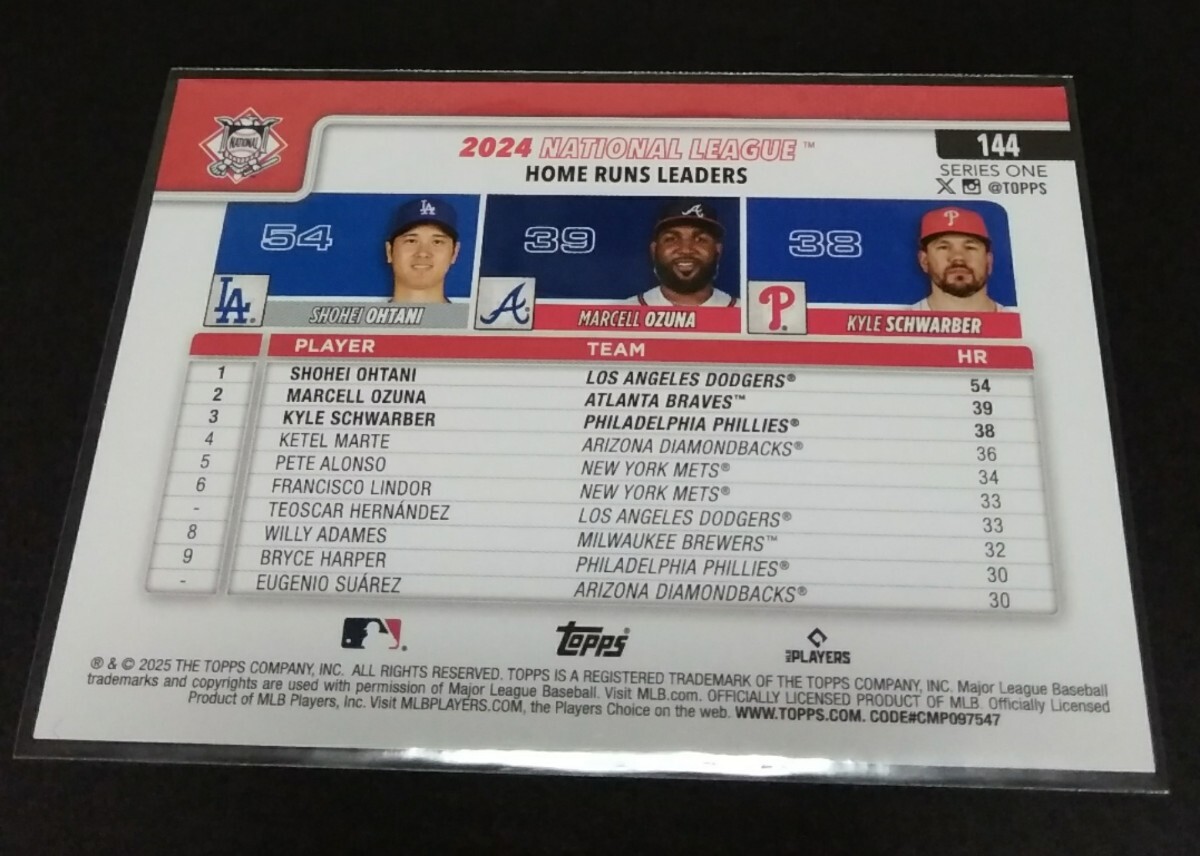 NATIONAL
2024 NATIONAL LEAGUE™
HOME RUNS LEADERS
144
SERIES ONE
X @TOPPS
54 39 38
LA
P
LA A P
SHOHEI OHTANI MARCELL OZUNA KYLE SCHWARBER
PLAYER TEAM HR
1 SHOHEI OHTANI LOS ANGELES DODGERS® 54
2 MARCELL OZUNA ATLANTA BRAVES™ 39
3 KYLE SCHWARBER PHILADELPHIA PHILLIES® 38
4 KETEL MARTE ARIZONA DIAMONDBACKS® 36
5 PETE ALONSO NEW YORK METS® 34
6 FRANCISCO LINDOR NEW YORK METS® 33
- TEOSCAR HERNÁNDEZ LOS ANGELES DODGERS® 33
8 WILLY ADAMES MILWAUKEE BREWERS™ 32
9 BRYCE HARPER PHILADELPHIA PHILLIES® 30
- EUGENIO SUÁREZ ARIZONA DIAMONDBACKS® 30
topps® PLAYERS
® & © 2025 THE TOPPS COMPANY, INC. ALL RIGHTS RESERVED. TOPPS IS A REGISTERED TRADEMARK OF THE TOPPS COMPANY, INC. Major League Baseball
trademarks and copyrights are used with permission of Major League Baseball. Visit MLB.com. OFFICIALLY LICENSED PRODUCT OF MLB. Officially Licensed
Product of MLB Players, Inc. Visit MLBPLAYERS.COM, the Players Choice on the web. WWW.TOPPS.COM. CODE#CMP097547